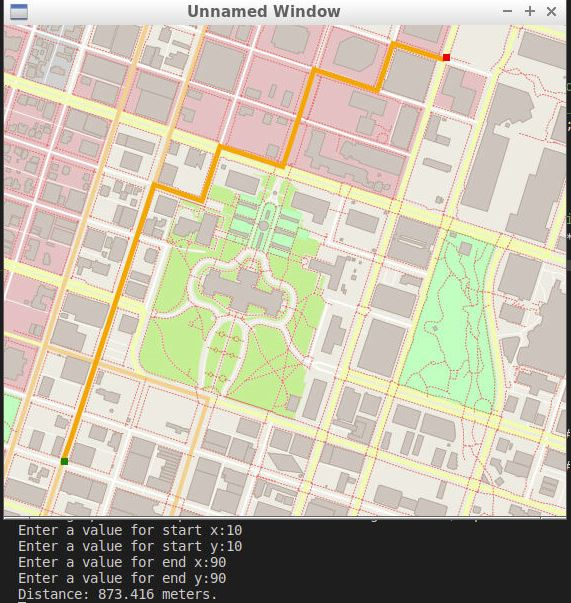 Unnamed Window
Enter a value for start x:10
Enter a value for start y:10
Enter a value for end x:90
Enter a value for end y:90
Distance: 873.416 meters.